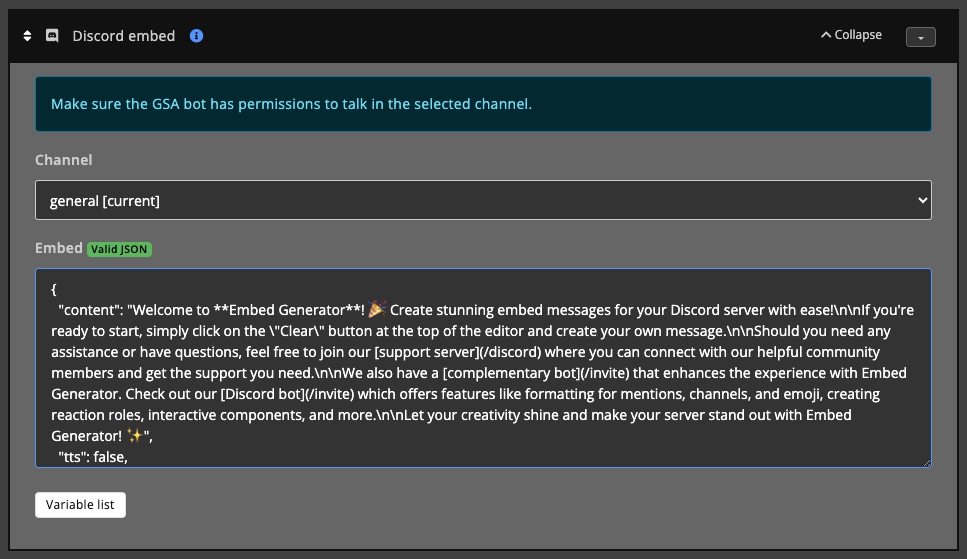 Discord embed
Collapse
Make sure the GSA bot has permissions to talk in the selected channel.
Channel
general [current]
Embed Valid JSON
{
"content": "Welcome to **Embed Generator**! 🎉 Create stunning embed messages for your Discord server with ease!\n\nIf you're
ready to start, simply click on the \"Clear\" button at the top of the editor and create your own message.\n\nShould you need any
assistance or have questions, feel free to join our [support server](/discord) where you can connect with our helpful community
members and get the support you need.\n\nWe also have a [complementary bot](/invite) that enhances the experience with Embed
Generator. Check out our [Discord bot](/invite) which offers features like formatting for mentions, channels, and emoji, creating
reaction roles, interactive components, and more.\n\nLet your creativity shine and make your server stand out with Embed
Generator! ✨",
"tts": false,
Variable list